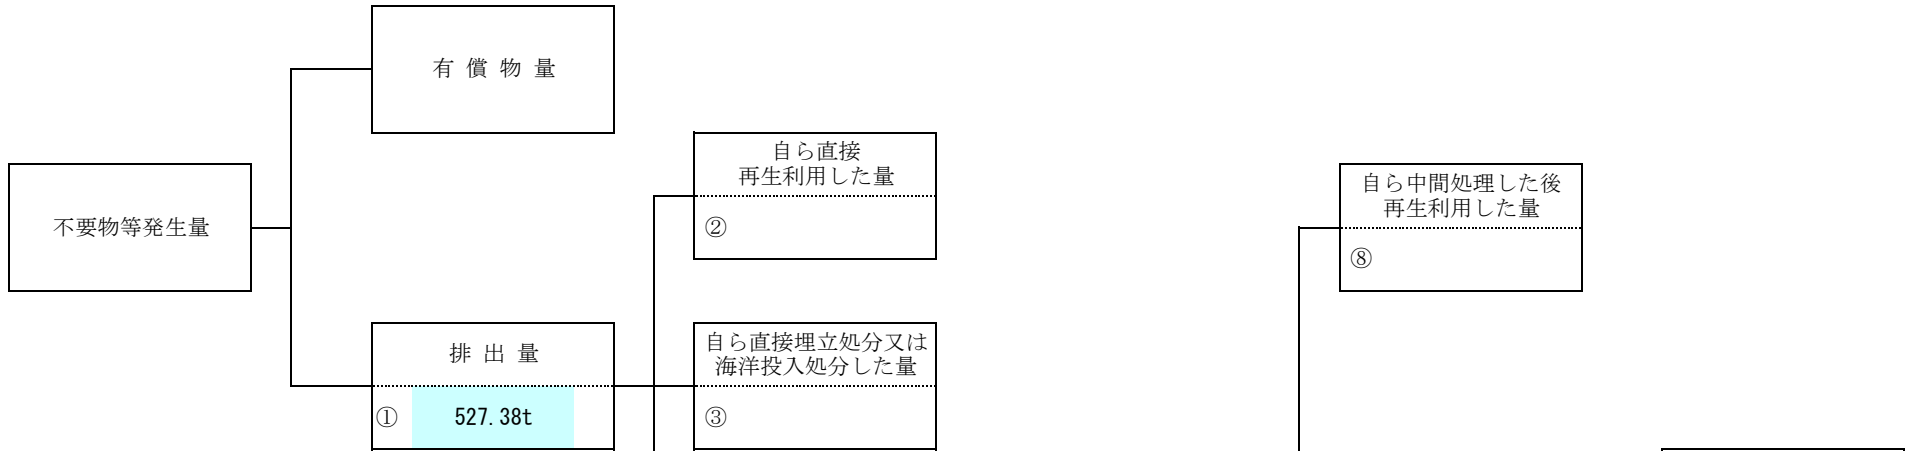 有 償 物 量
自ら直接
再生利用した量
②
不要物等発生量
自ら中間処理した後
再生利用した量
⑧
排 出 量
① 527.38t
自ら直接埋立処分又は
海洋投入処分した量
③